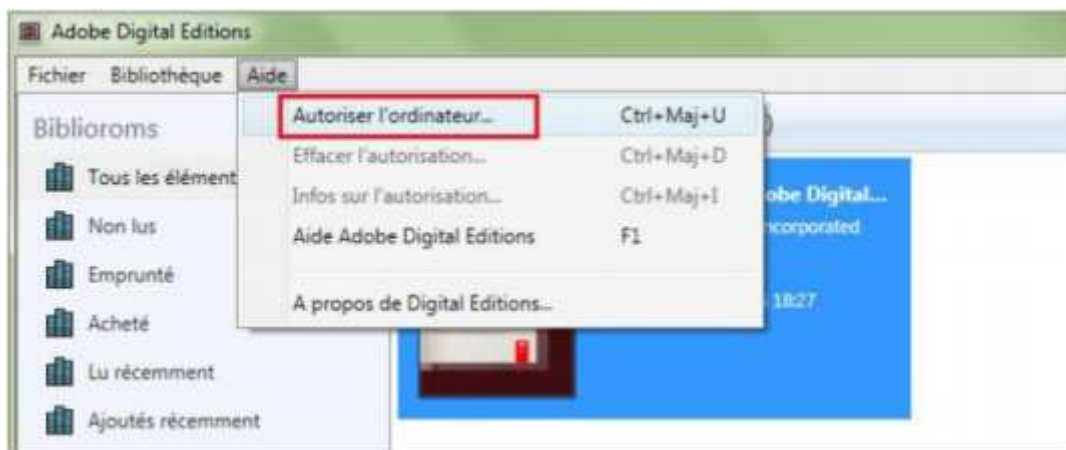 Adobe Digital Editions
Fichier Bibliothèque Aide
Biblioroms
Autoriser l'ordinateur... Ctrl+Maj+U
Effacer l'autorisation... Ctrl+Maj+D
Infos sur l'autorisation... Ctrl+Maj+I
Aide Adobe Digital Editions F1
A propos de Digital Editions...
Tous les élément
Non lus
Emprunté
Acheté
Lu récemment
Ajoutés récemment
obe Digital...
ncorporated
18:27